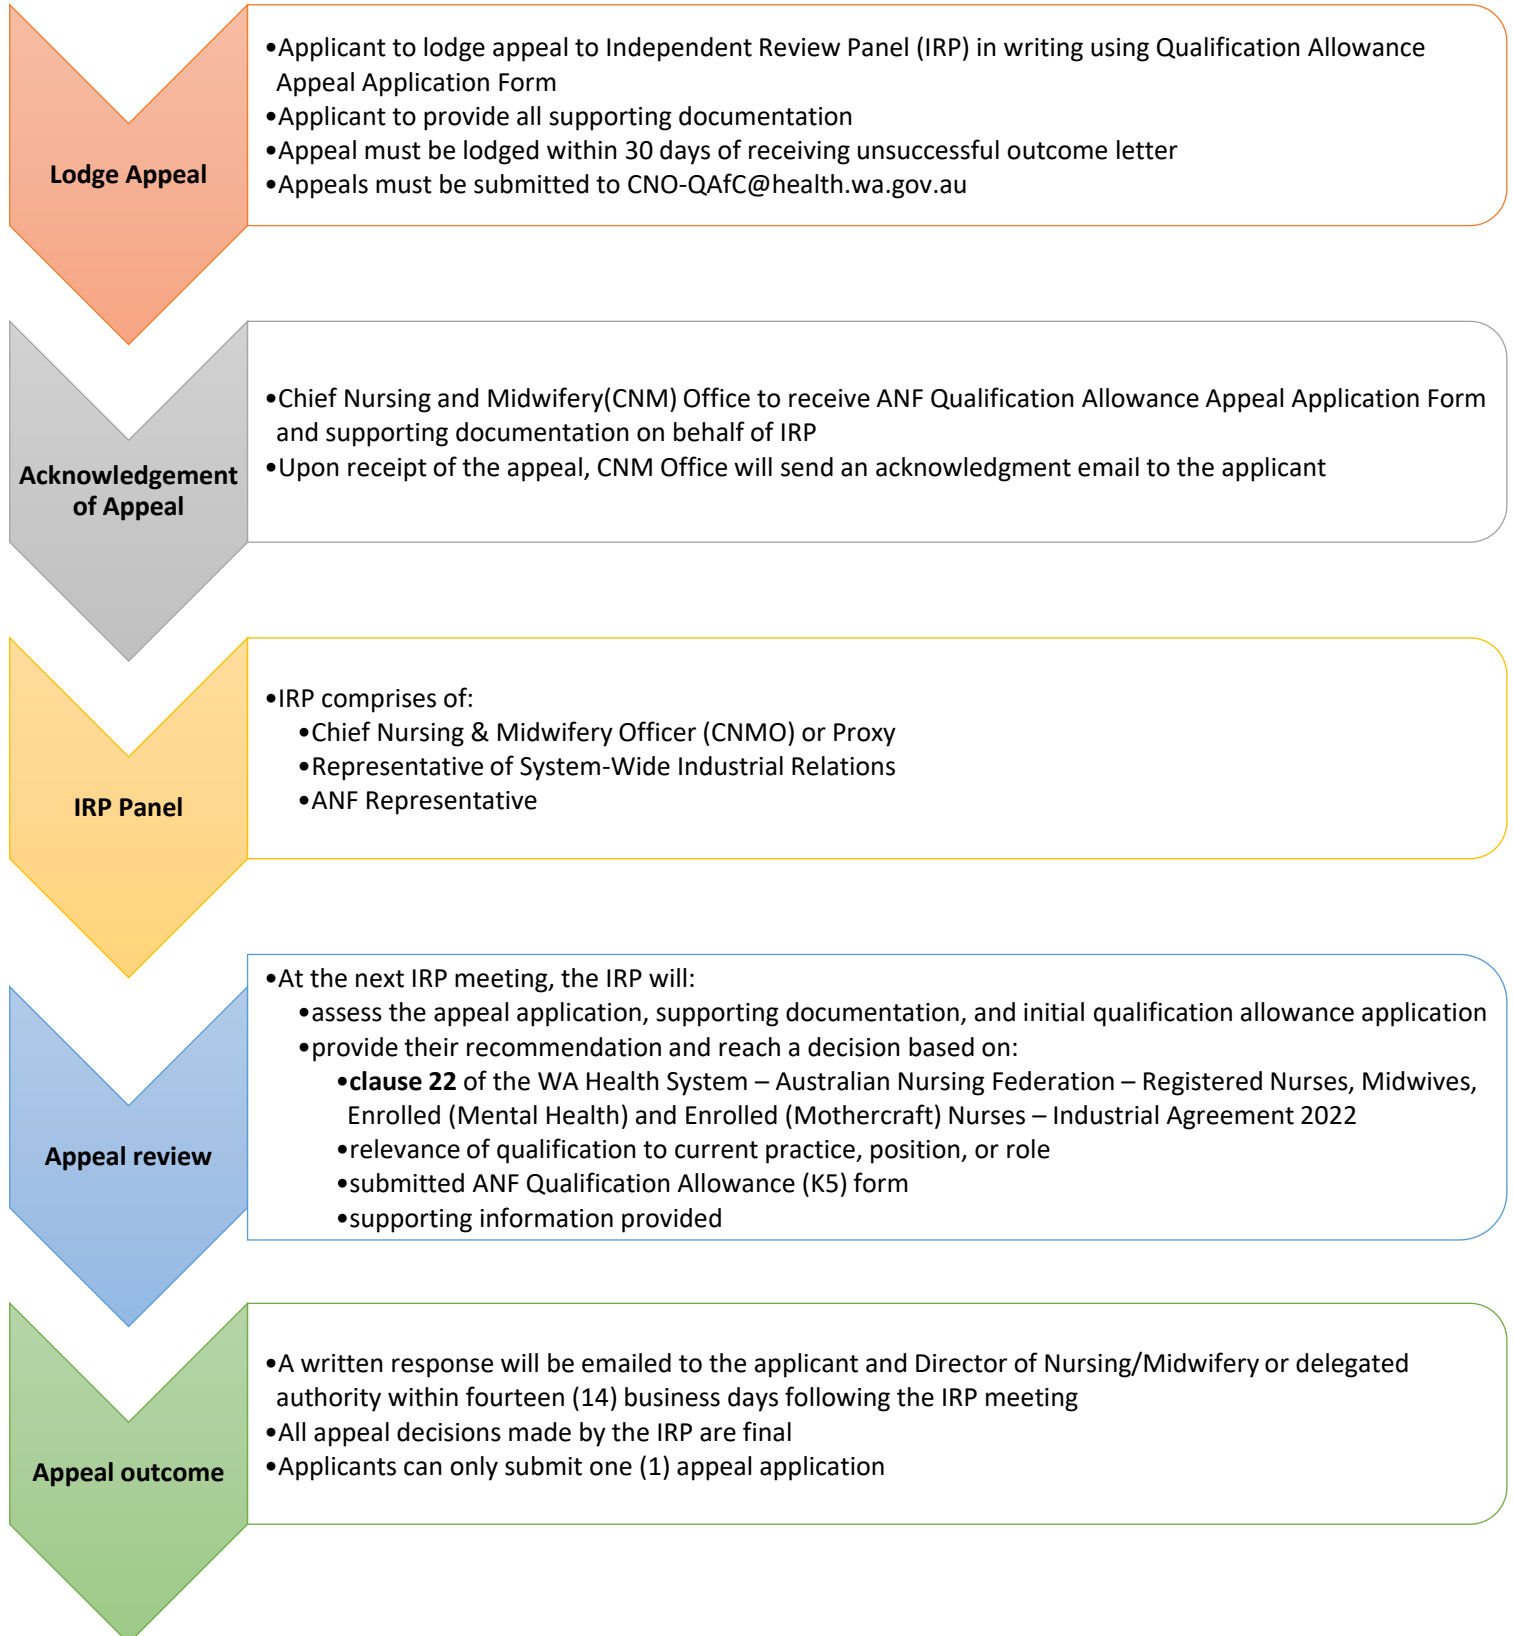 Lodge Appeal
•Applicant to lodge appeal to Independent Review Panel (IRP) in writing using Qualification Allowance
Appeal Application Form
•Applicant to provide all supporting documentation
•Appeal must be lodged within 30 days of receiving unsuccessful outcome letter
•Appeals must be submitted to CNO-QAfC@health.wa.gov.au
Acknowledgement
of Appeal
•Chief Nursing and Midwifery(CNM) Office to receive ANF Qualification Allowance Appeal Application Form
and supporting documentation on behalf of IRP
•Upon receipt of the appeal, CNM Office will send an acknowledgment email to the applicant
IRP Panel
•IRP comprises of:
•Chief Nursing & Midwifery Officer (CNMO) or Proxy
•Representative of System-Wide Industrial Relations
•ANF Representative
Appeal review
•At the next IRP meeting, the IRP will:
•assess the appeal application, supporting documentation, and initial qualification allowance application
•provide their recommendation and reach a decision based on:
•clause 22 of the WA Health System – Australian Nursing Federation – Registered Nurses, Midwives,
Enrolled (Mental Health) and Enrolled (Mothercraft) Nurses – Industrial Agreement 2022
•relevance of qualification to current practice, position, or role
•submitted ANF Qualification Allowance (K5) form
•supporting information provided
Appeal outcome
•A written response will be emailed to the applicant and Director of Nursing/Midwifery or delegated
authority within fourteen (14) business days following the IRP meeting
•All appeal decisions made by the IRP are final
•Applicants can only submit one (1) appeal application